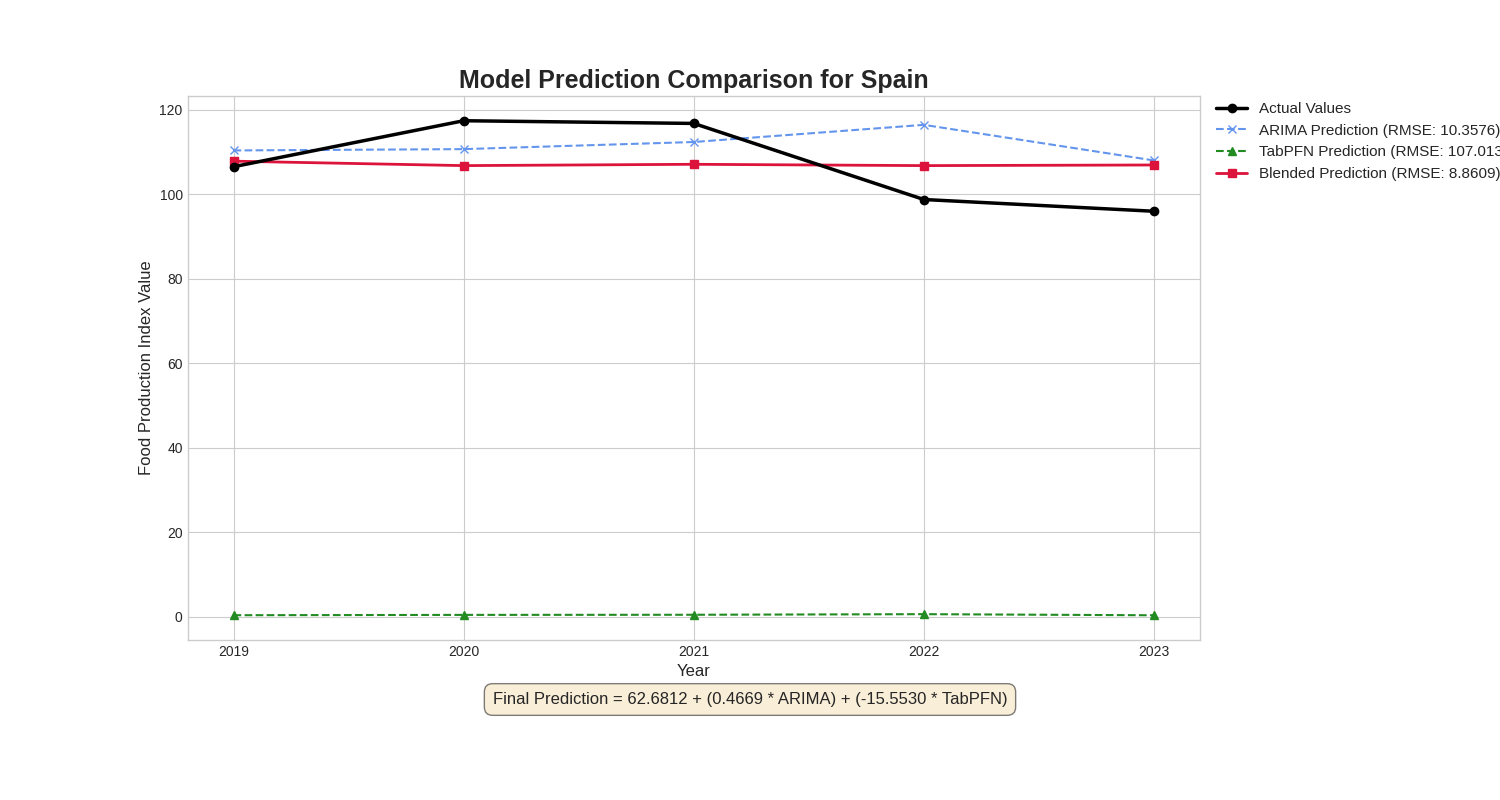 Model Prediction Comparison for Spain
Actual Values
ARIMA Prediction (RMSE: 10.3576)
TabPFN Prediction (RMSE: 107.013
Blended Prediction (RMSE: 8.8609)
Food Production Index Value
120
100
80
60
40
20
0
2019 2020 2021 2022 2023
Year
Final Prediction = 62.6812 + (0.4669 * ARIMA) + (-15.5530 * TabPFN)